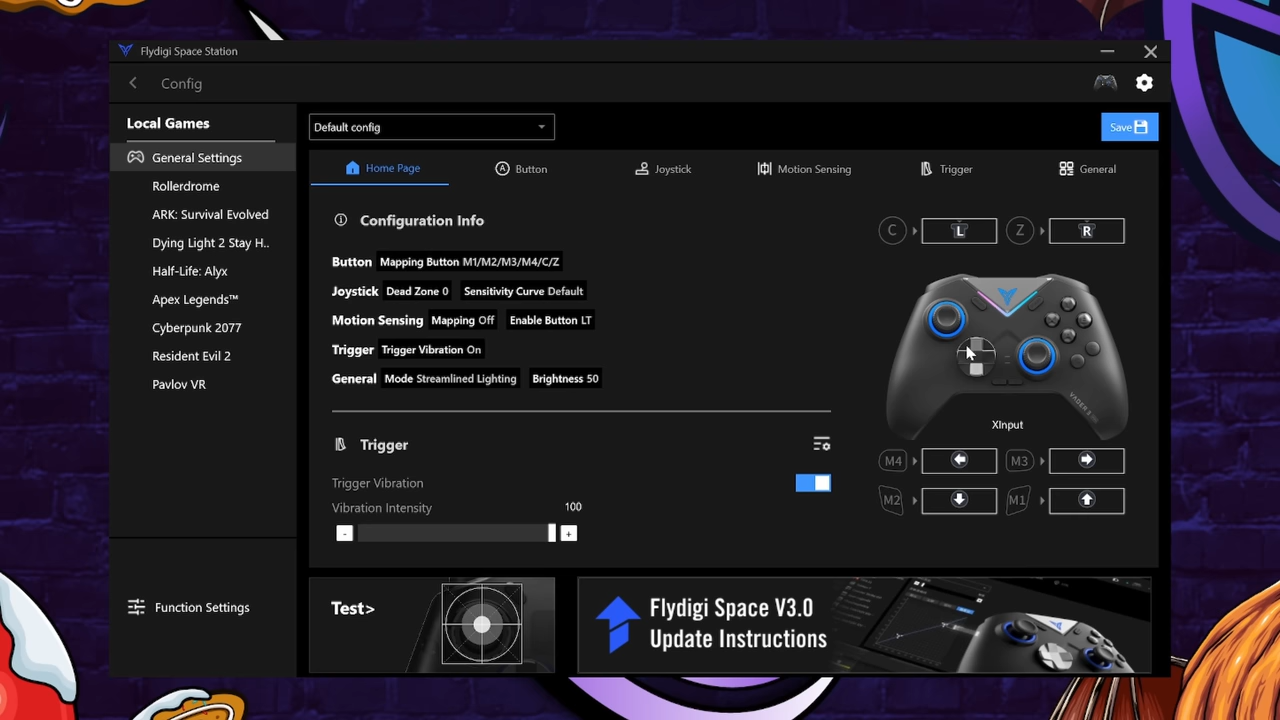 Flydigi Space Station
Config
Local Games
General Settings
Rollerdrome
ARK: Survival Evolved
Dying Light 2 Stay H..
Half-Life: Alyx
Apex Legends™
Cyberpunk 2077
Resident Evil 2
Pavlov VR
Function Settings
Default config
Save
Home Page
A Button
Joystick
Motion Sensing
Trigger
General
Configuration Info
Button Mapping Button M1/M2/M3/M4/C/Z
Joystick Dead Zone 0 Sensitivity Curve Default
Motion Sensing Mapping Off Enable Button LT
Trigger Trigger Vibration On
General Mode Streamlined Lighting Brightness 50
Trigger
Trigger Vibration
Vibration Intensity 100
- +
C L Z R
VADER 3
XInput
M4 M3
M2 M1
Test>
Flydigi Space V3.0
Update Instructions